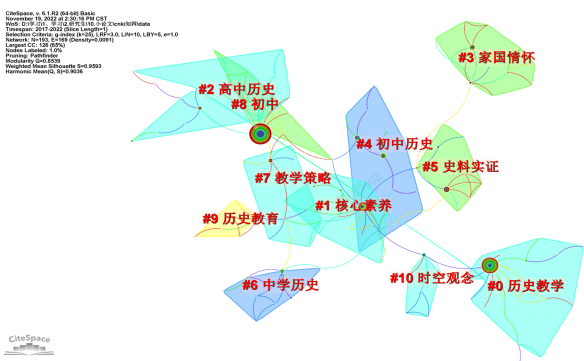 CiteSpace, v. 6.1.R2 (64-bit) Basic
November 19, 2022 at 2:30:16 PM CST
Timespan: 2017-2022 (Slice Length=1)
Selection Criteria: g-index (k=25), LRF=3.0, L/N=10, LBY=5, e=1.0
Network: N=193, E=169 (Density=0.0091)
Largest CC: 126 (65%)
Nodes Labeled: 1.0%
Pruning: Pathfinder
Modularity Q=0.8539
Weighted Mean Silhouette S=0.9593
Harmonic Mean(Q, S)=0.9036
#3 家国情怀
#2 高中历史
#8 初中
#4 初中历史
#5 史料实证
#7 教学策略
#1 核心素养
#9 历史教育
#6 中学历史
#10 时空观念
#0 历史教学
CiteSpace